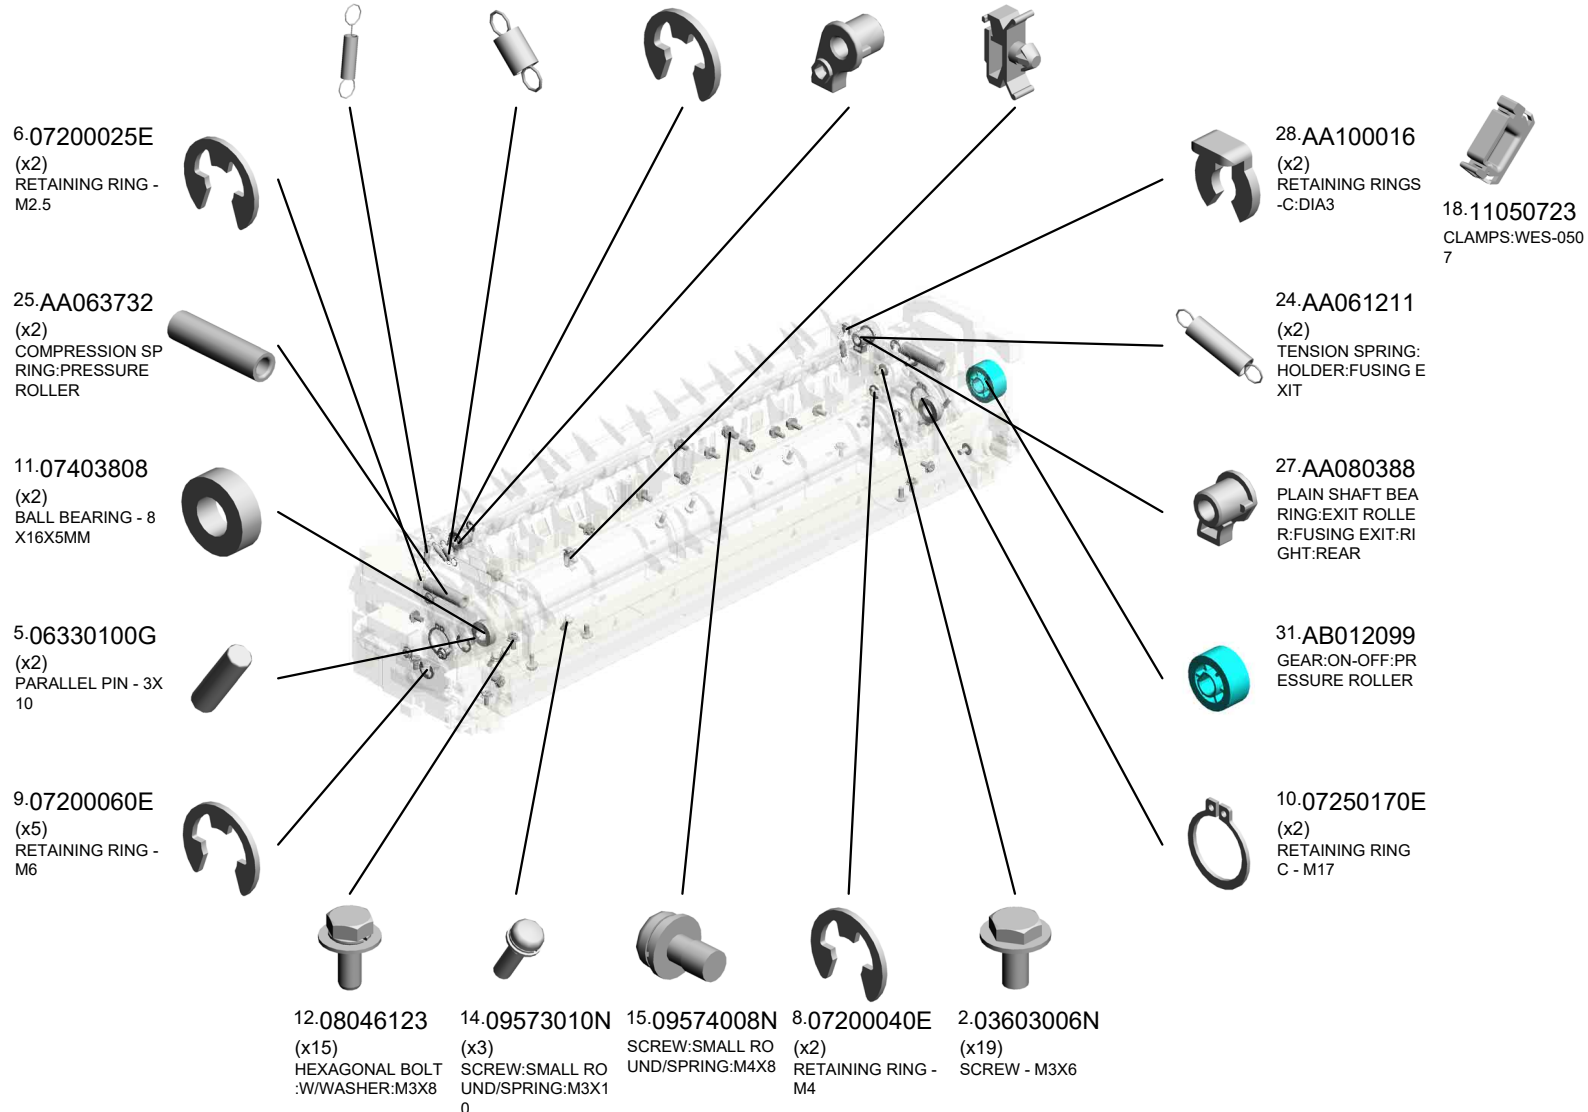 6.07200025E
(x2)
RETAINING RING -
M2.5
28.AA100016
(x2)
RETAINING RINGS
-C:DIA3
18.11050723
CLAMPS:WES-050
7
25.AA063732
(x2)
COMPRESSION SP
RING:PRESSURE
ROLLER
24.AA061211
(x2)
TENSION SPRING:
HOLDER:FUSING E
XIT
11.07403808
(x2)
BALL BEARING - 8
X16X5MM
27.AA080388
PLAIN SHAFT BEA
RING:EXIT ROLLE
R:FUSING EXIT:RI
GHT:REAR
5.06330100G
(x2)
PARALLEL PIN - 3X
10
31.AB012099
GEAR:ON-OFF:PR
ESSURE ROLLER
9.07200060E
(x5)
RETAINING RING -
M6
10.07250170E
(x2)
RETAINING RING
C - M17
12.08046123
(x15)
HEXAGONAL BOLT
:W/WASHER:M3X8
14.09573010N
(x3)
SCREW:SMALL RO
UND/SPRING:M3X1
0
15.09574008N
SCREW:SMALL RO
UND/SPRING:M4X8
8.07200040E
(x2)
RETAINING RING -
M4
2.03603006N
(x19)
SCREW - M3X6